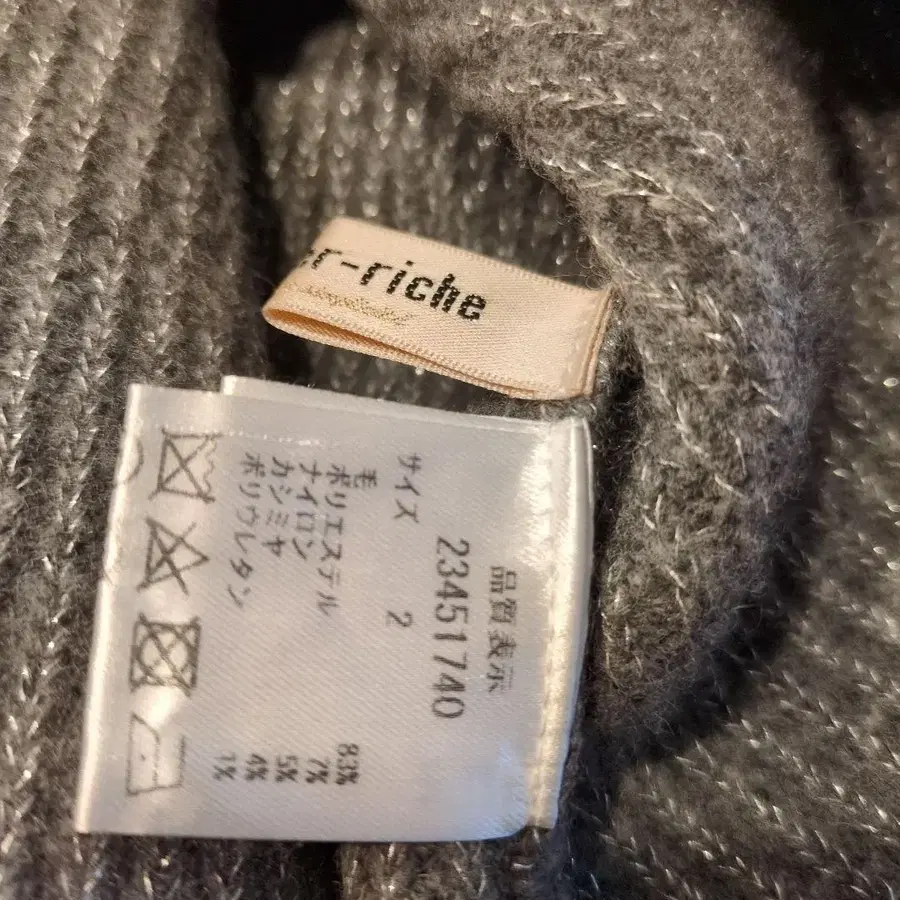 er-riche
品質表示
23451740
サイズ 2
毛 83%
ポリエステル 7%
ナイロン 5%
カシミヤ 4%
ポリウレタン 1%